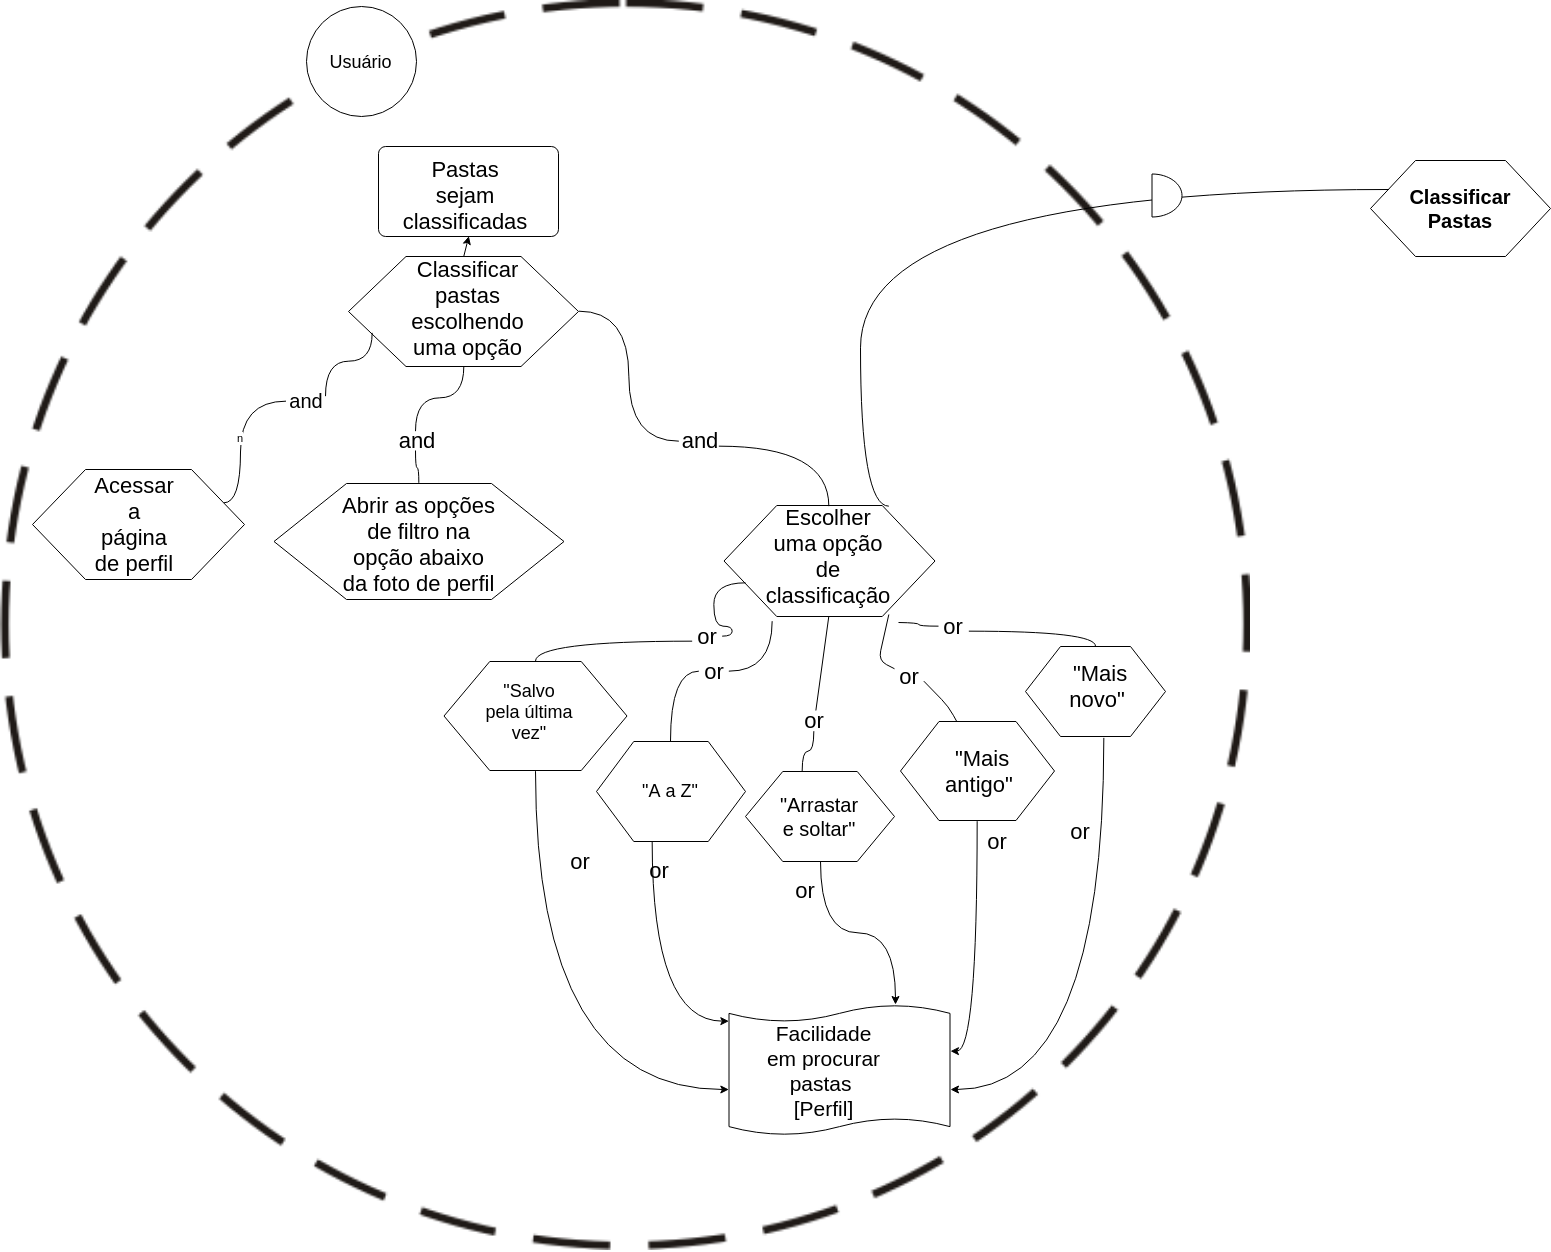 Usuário
Pastas
sejam
classificadas
Classificar
Pastas
Classificar
pastas
escolhendo
uma opção
and
n
and
and
Acessar
a
página
de perfil
Abrir as opções
de filtro na
opção abaixo
da foto de perfil
Escolher
uma opção
de
classificação
or
or
or
or
or
"Salvo
pela última
vez"
"A a Z"
"Arrastar
e soltar"
"Mais
antigo"
"Mais
novo"
or
or
or
or
or
Facilidade
em procurar
pastas
[Perfil]